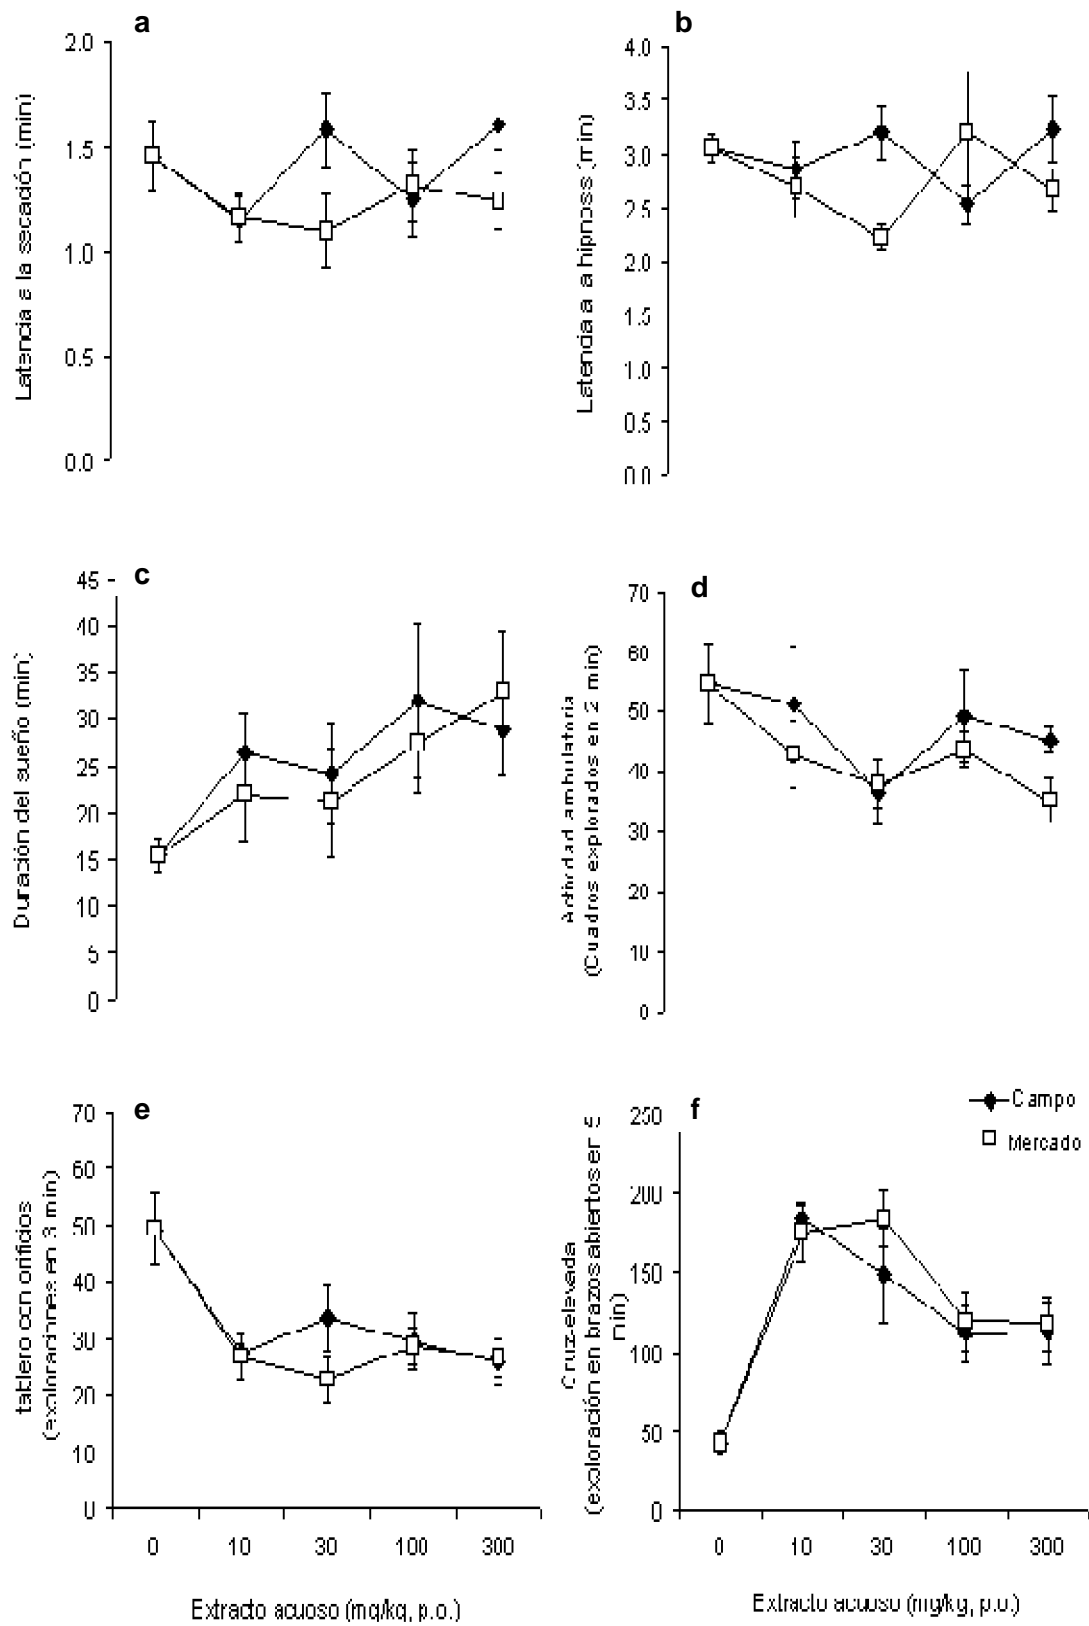 a
Latencia a la sedación (min)
2.0
1.5
1.0
0.5
0.0
b
Latencia a la hipnosis (min)
4.0
3.5
3.0
2.5
2.0
1.5
1.0
0.5
0.0
c
Duración del sueño (min)
45
40
35
30
25
20
15
10
5
0
d
Actividad ambulatoria
(Cuadros explorados en 2 min)
70
60
50
40
30
20
10
0
e
tablero con orificios
(exploraciones en 3 min)
70
60
50
40
30
20
10
0
0 10 30 100 300
Extracto acuoso (mg/kg, p.o.)
f
Campo
Mercado
Cruz-elevada
(exploración en brazos abiertos en 5
min)
250
200
150
100
50
0
0 10 30 100 300
Extracto acuoso (mg/kg, p.o.)